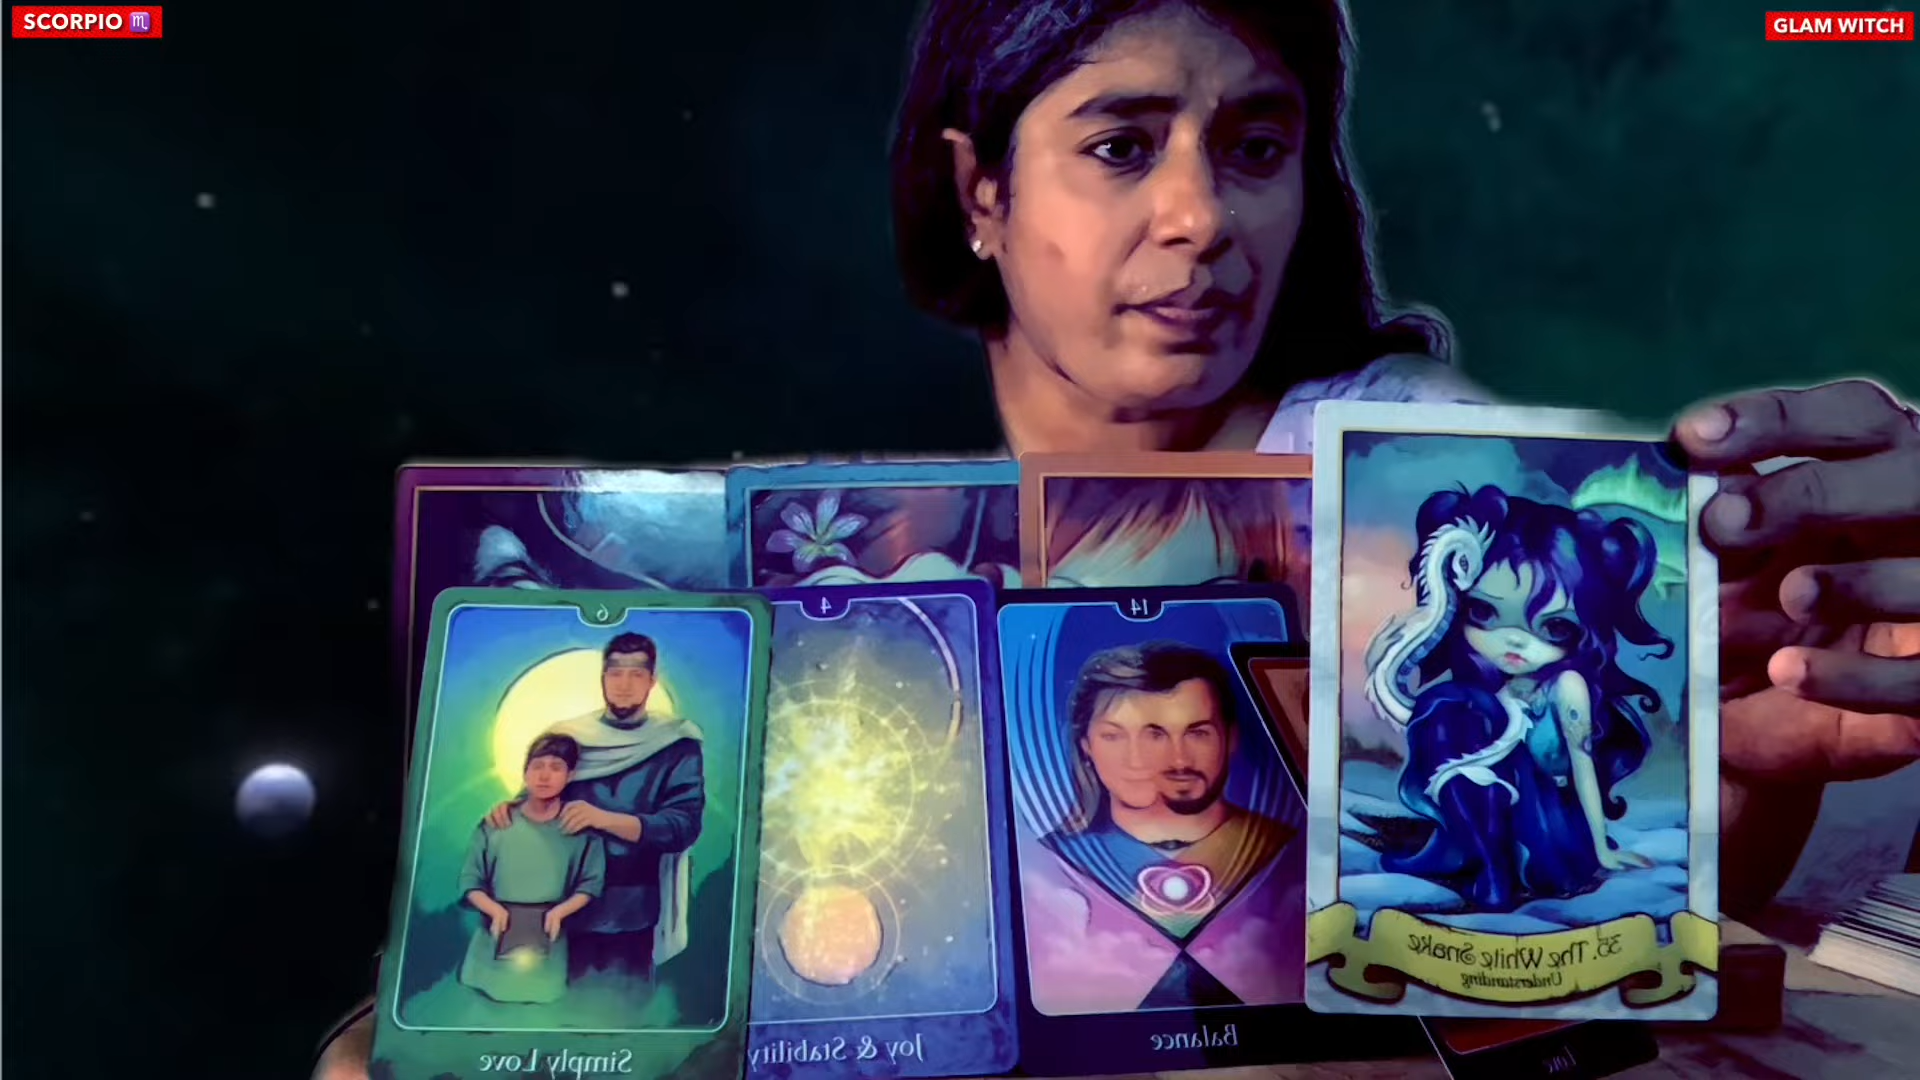 SCORPIO ♏
GLAM WITCH
6
4
14
35. The White Snake
Understanding
Simply Love
Joy & Stability
Balance